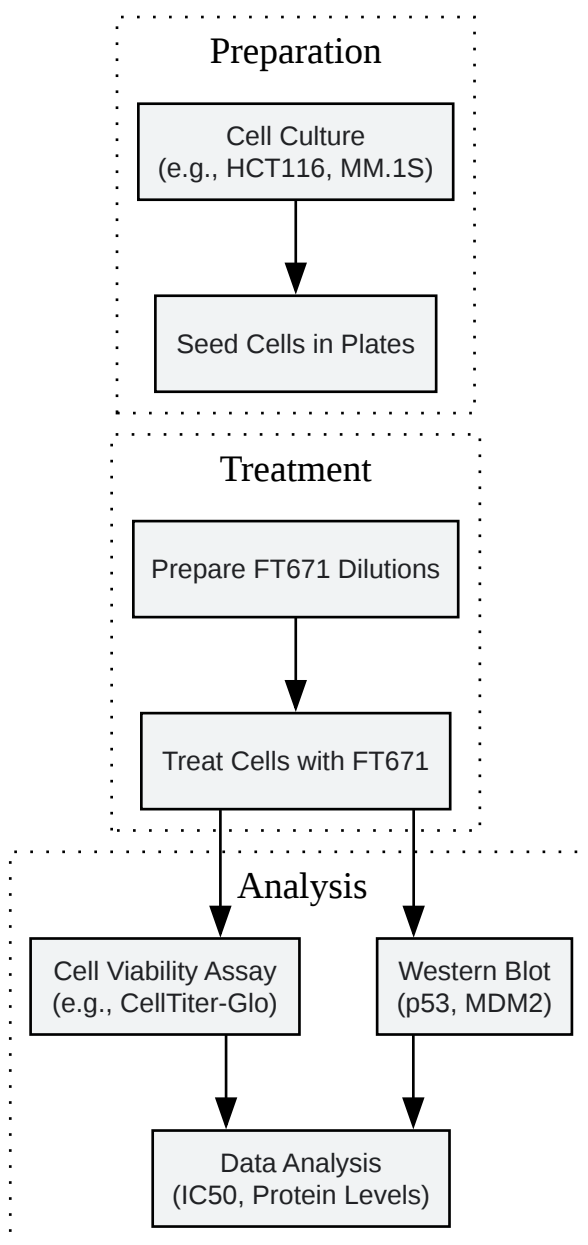 Preparation
Cell Culture
(e.g., HCT116, MM.1S)
Seed Cells in Plates
Treatment
Prepare FT671 Dilutions
Treat Cells with FT671
Analysis
Cell Viability Assay
(e.g., CellTiter-Glo)
Western Blot
(p53, MDM2)
Data Analysis
(IC50, Protein Levels)